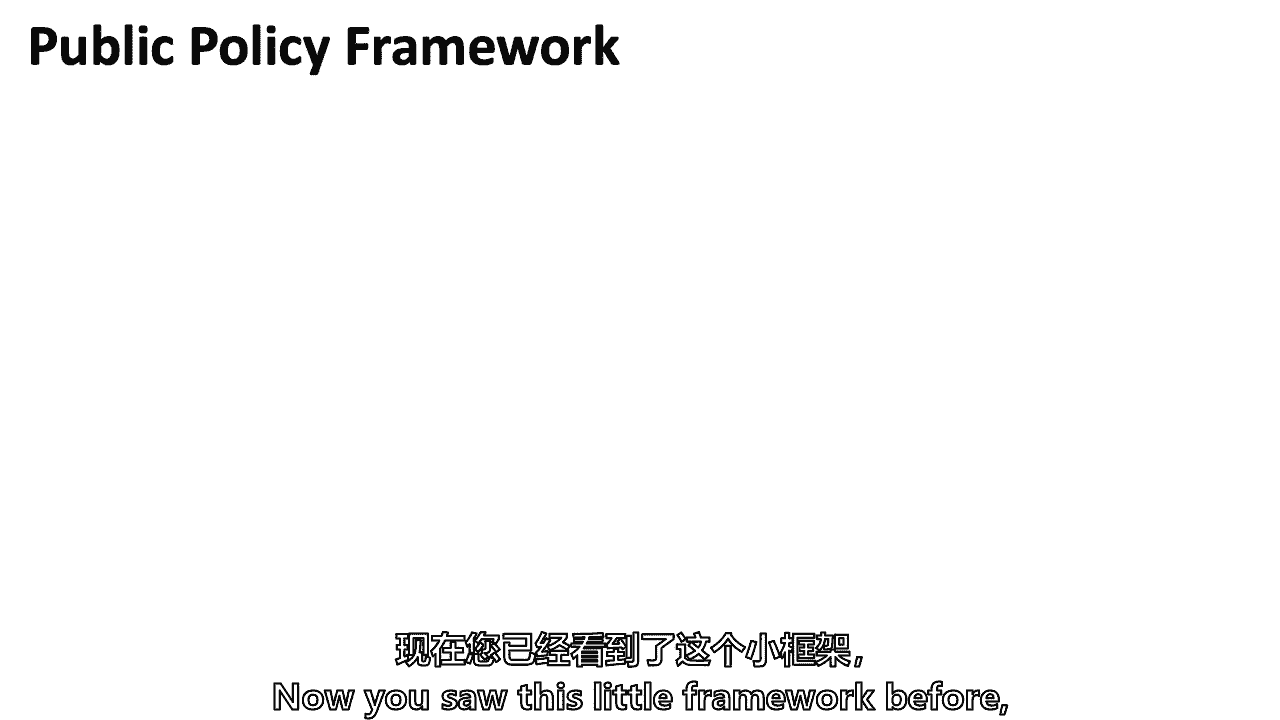 Public Policy Framework
现在您已经看到了这个小框架，
Now you saw this little framework before,